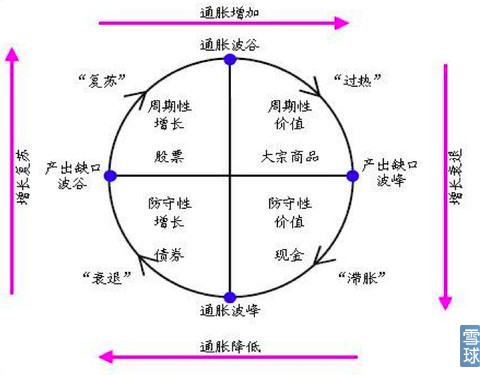 通胀增加
通胀波谷
“复苏”
“过热”
周期性
增长
周期性
价值
股票
大宗商品
增长复苏
产出缺口
波谷
产出缺口
波峰
增长衰退
防守性
增长
防守性
价值
债券
现金
“衰退”
“滞胀”
通胀波峰
通胀降低
雪球